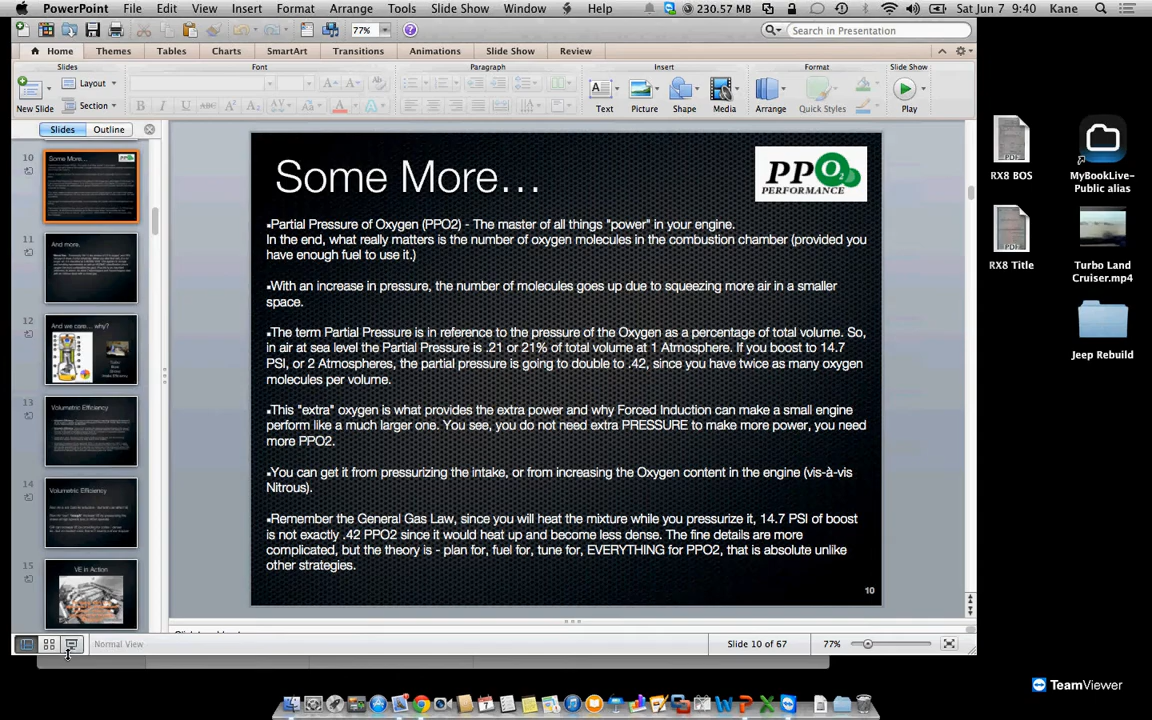 PowerPoint File Edit View Insert Format Arrange Tools Slide Show Window Help 230.57 MB Sat Jun 7 9:40 Kane
77% Search in Presentation
Home Themes Tables Charts SmartArt Transitions Animations Slide Show Review
Slides Font Paragraph Insert Format Slide Show
New Slide Layout Section Text Picture Shape Media Arrange Quick Styles Play
Slides Outline
10
Some More...
11
And more.
12
And we care... why?
13
Volumetric Efficiency
14
Volumetric Efficiency
15
VE in Action
Some More...
PPO2
PERFORMANCE
▪Partial Pressure of Oxygen (PPO2) - The master of all things "power" in your engine.
In the end, what really matters is the number of oxygen molecules in the combustion chamber (provided you
have enough fuel to use it.)
▪With an increase in pressure, the number of molecules goes up due to squeezing more air in a smaller
space.
▪The term Partial Pressure is in reference to the pressure of the Oxygen as a percentage of total volume. So,
in air at sea level the Partial Pressure is .21 or 21% of total volume at 1 Atmosphere. If you boost to 14.7
PSI, or 2 Atmospheres, the partial pressure is going to double to .42, since you have twice as many oxygen
molecules per volume.
▪This "extra" oxygen is what provides the extra power and why Forced Induction can make a small engine
perform like a much larger one. You see, you do not need extra PRESSURE to make more power, you need
more PPO2.
▪You can get it from pressurizing the intake, or from increasing the Oxygen content in the engine (vis-à-vis
Nitrous).
▪Remember the General Gas Law, since you will heat the mixture while you pressurize it, 14.7 PSI of boost
is not exactly .42 PPO2 since it would heat up and become less dense. The fine details are more
complicated, but the theory is - plan for, fuel for, tune for, EVERYTHING for PPO2, that is absolute unlike
other strategies.
10
Normal View Slide 10 of 67 77%
RX8 BOS
MyBookLive-
Public alias
RX8 Title
Turbo Land
Cruiser.mp4
Jeep Rebuild
TeamViewer